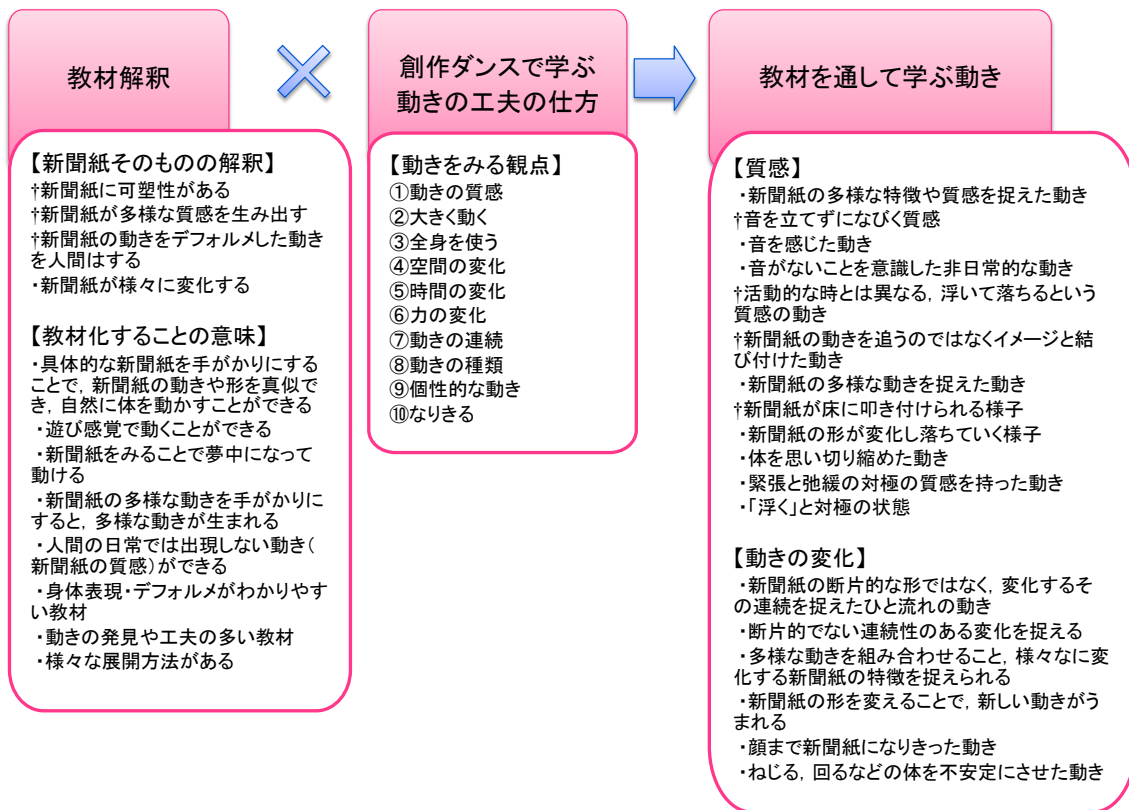 教材解釈
【新聞紙そのものの解釈】
†新聞紙に可塑性がある
†新聞紙が多様な質感を生み出す
†新聞紙の動きをデフォルメした動き
を人間はする
・新聞紙が様々に変化する
【教材化することの意味】
・具体的な新聞紙を手がかりにする
ことで，新聞紙の動きや形を真似で
き，自然に体を動かすことができる
・遊び感覚で動くことができる
・新聞紙をみることで夢中になって
動ける
・新聞紙の多様な動きを手がかりに
すると，多様な動きが生まれる
・人間の日常では出現しない動き（
新聞紙の質感）ができる
・身体表現・デフォルメがわかりやす
い教材
・動きの発見や工夫の多い教材
・様々な展開方法がある
創作ダンスで学ぶ
動きの工夫の仕方
【動きをみる観点】
①動きの質感
②大きく動く
③全身を使う
④空間の変化
⑤時間の変化
⑥力の変化
⑦動きの連続
⑧動きの種類
⑨個性的な動き
⑩なりきる
教材を通して学ぶ動き
【質感】
・新聞紙の多様な特徴や質感を捉えた動き
†音を立てずになびく質感
・音を感じた動き
・音がないことを意識した非日常的な動き
†活動的な時とは異なる，浮いて落ちるという
質感の動き
†新聞紙の動きを追うのではなくイメージと結
び付けた動き
・新聞紙の多様な動きを捉えた動き
†新聞紙が床に叩き付けられる様子
・新聞紙の形が変化し落ちていく様子
・体を思い切り縮めた動き
・緊張と弛緩の対極の質感を持った動き
・「浮く」と対極の状態
【動きの変化】
・新聞紙の断片的な形ではなく，変化するそ
の連続を捉えたひと流れの動き
・断片的でない連続性のある変化を捉える
・多様な動きを組み合わせること，様々なに変
化する新聞紙の特徴を捉えられる
・新聞紙の形を変えることで，新しい動きがう
まれる
・顔まで新聞紙になりきった動き
・ねじる，回るなどの体を不安定にさせた動き